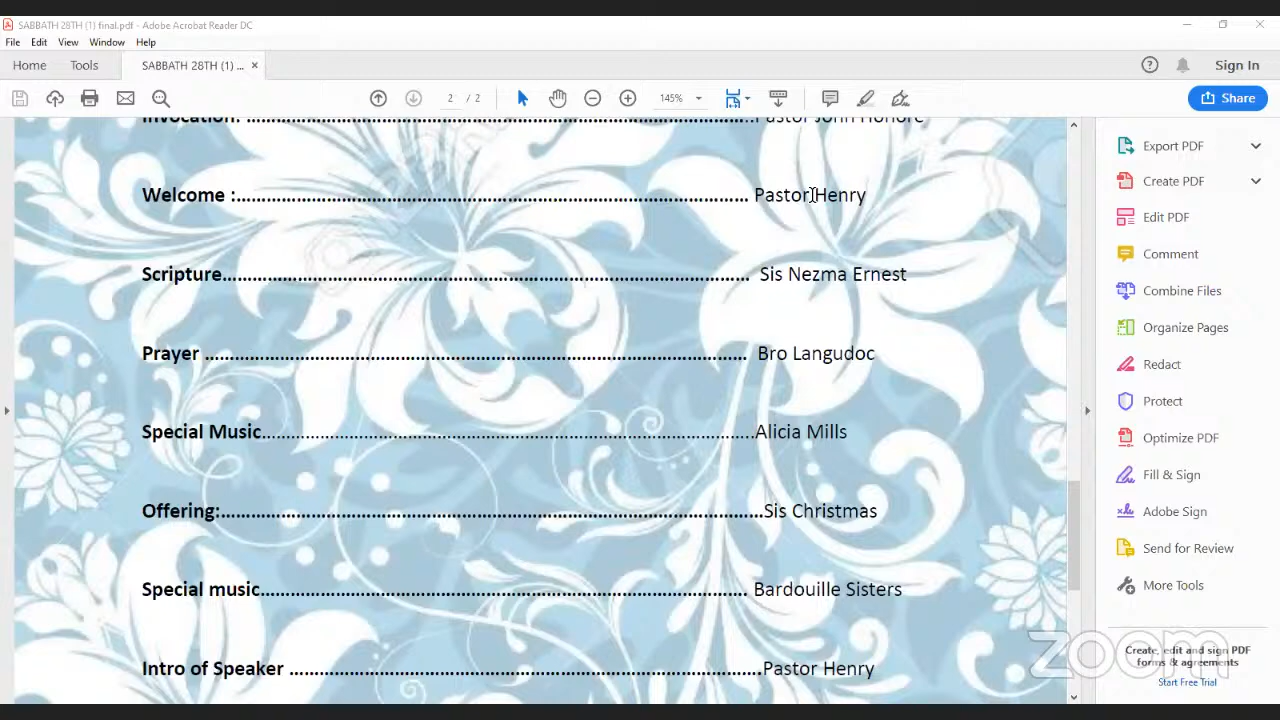 SABBATH 28TH (1) final.pdf - Adobe Acrobat Reader DC
File Edit View Window Help
Home Tools SABBATH 28TH (1) ... × Sign In
2 / 2 145% Share
Invocation: ................................................................................................Pastor John Honore
Welcome :.................................................................................................. Pastor Henry
Scripture.................................................................................................... Sis Nezma Ernest
Prayer ....................................................................................................... Bro Langudoc
Special Music...............................................................................................Alicia Mills
Offering:.....................................................................................................Sis Christmas
Special music............................................................................................... Bardouille Sisters
Intro of Speaker ............................................................................................Pastor Henry
Export PDF
Create PDF
Edit PDF
Comment
Combine Files
Organize Pages
Redact
Protect
Optimize PDF
Fill & Sign
Adobe Sign
Send for Review
More Tools
Create, edit and sign PDF
forms & agreements
Start Free Trial
zoom